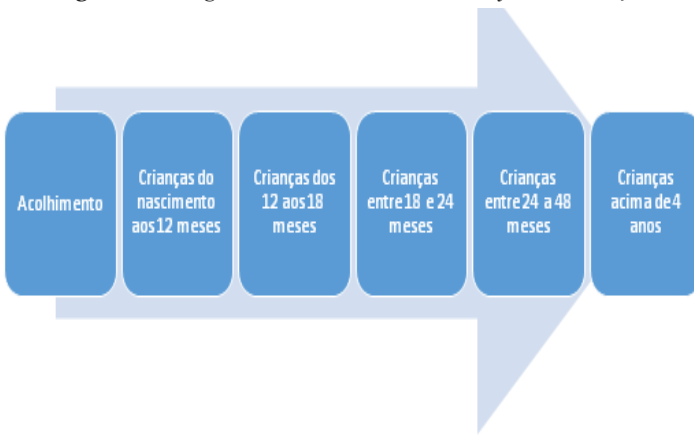 Acolhimento
Crianças do
nascimento
aos 12 meses
Crianças dos
12 aos 18
meses
Crianças
entre 18 e 24
meses
Crianças
entre 24 a 48
meses
Crianças
acima de 4
anos